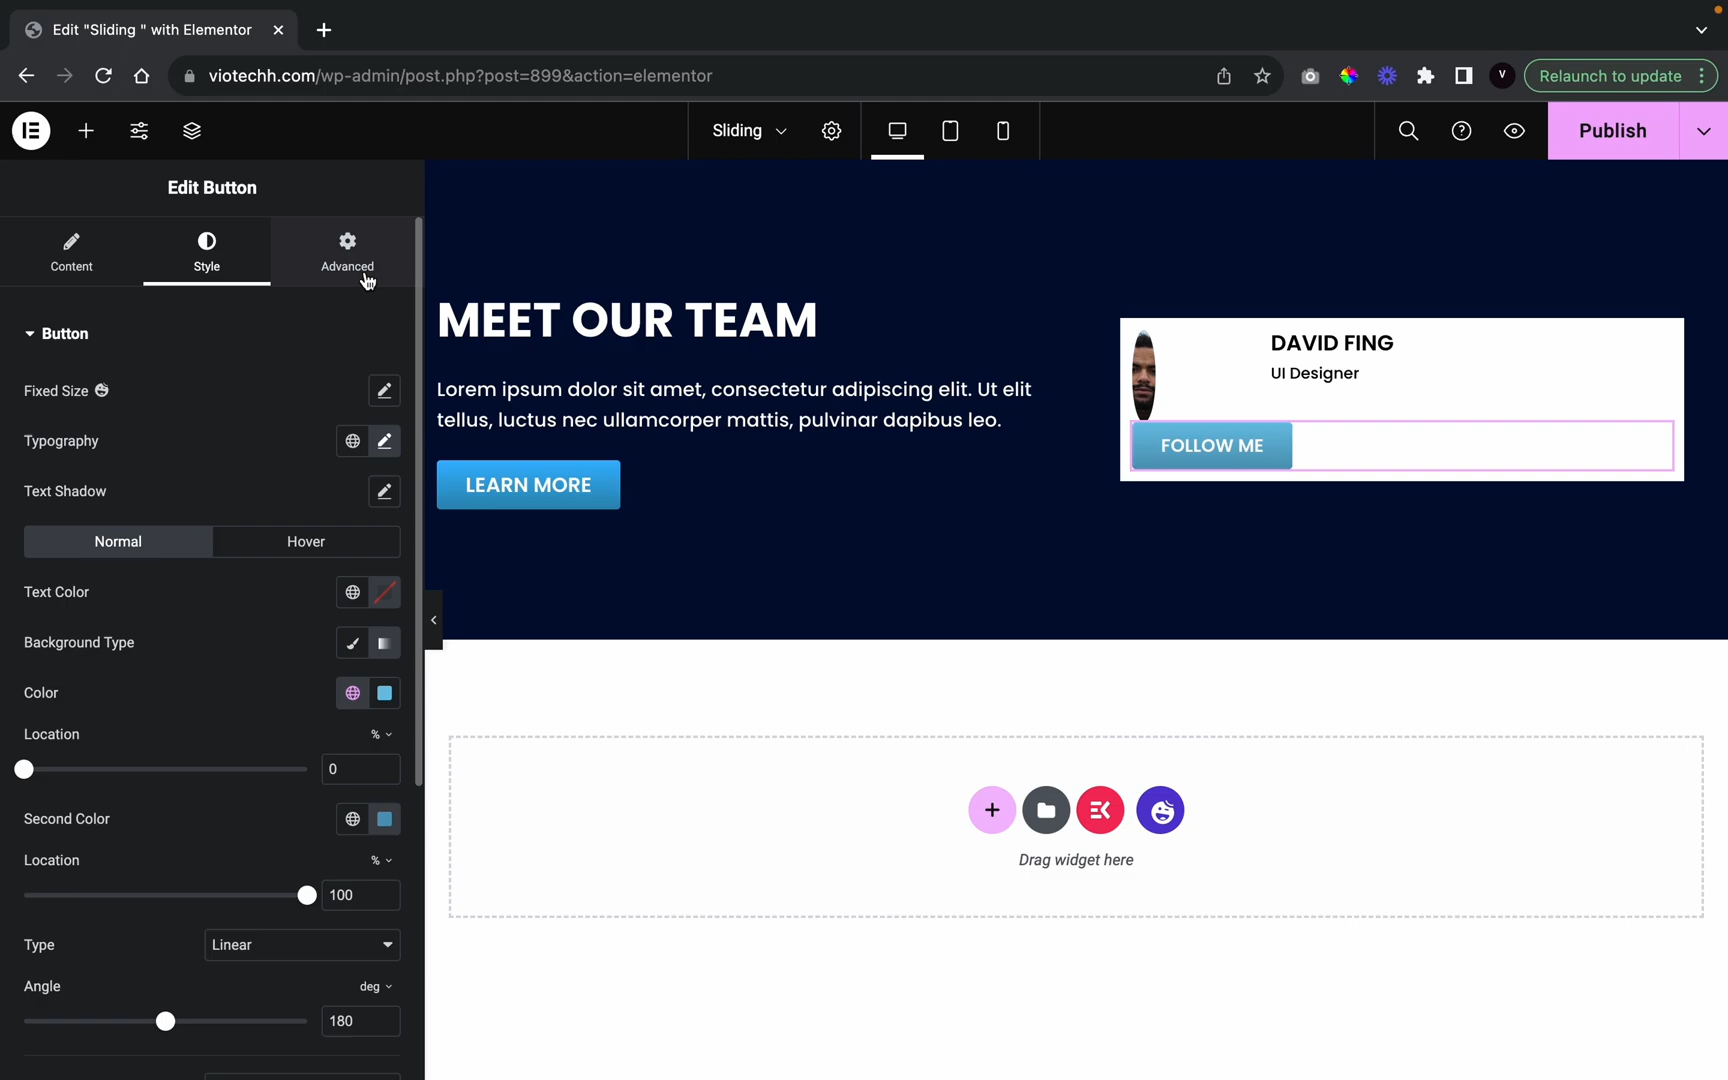 Edit "Sliding " with Elementor
viotechh.com/wp-admin/post.php?post=899&action=elementor
V
Relaunch to update
Sliding
Publish
Edit Button
Content
Style
Advanced
Button
Fixed Size
Typography
Text Shadow
Normal
Hover
Text Color
Background Type
Color
Location
%
0
Second Color
Location
%
100
Type
Linear
Angle
deg
180
MEET OUR TEAM
Lorem ipsum dolor sit amet, consectetur adipiscing elit. Ut elit
tellus, luctus nec ullamcorper mattis, pulvinar dapibus leo.
LEARN MORE
DAVID FING
UI Designer
FOLLOW ME
Drag widget here